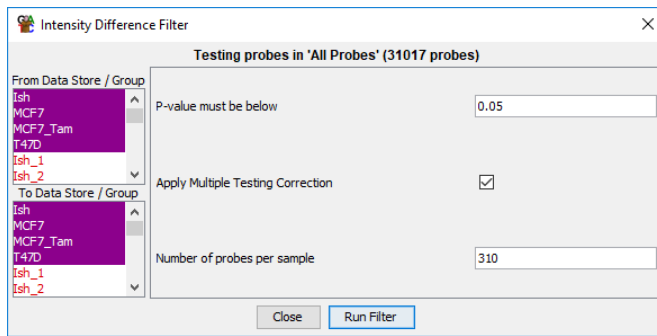 Intensity Difference Filter
Testing probes in 'All Probes' (31017 probes)
From Data Store / Group
Ish
MCF7
MCF7_Tam
T47D
Ish_1
Ish_2
To Data Store / Group
Ish
MCF7
MCF7_Tam
T47D
Ish_1
Ish_2
P-value must be below 0.05
Apply Multiple Testing Correction
Number of probes per sample 310
Close Run Filter